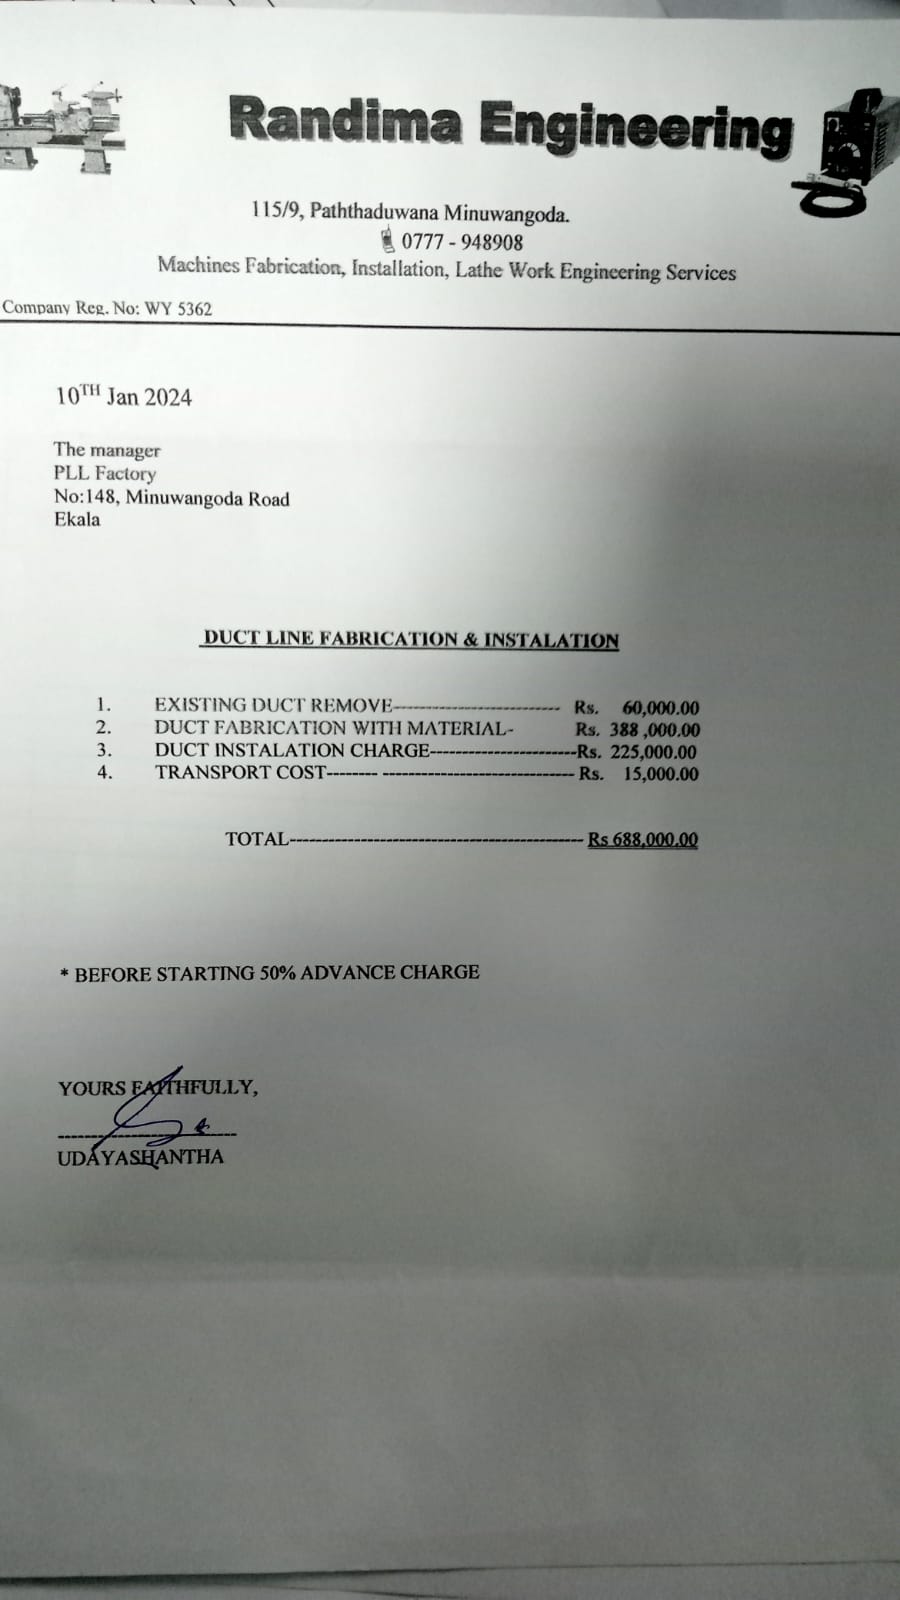 Randima Engineering
115/9, Paththaduwana Minuwangoda.
0777 - 948908
Machines Fabrication, Installation, Lathe Work Engineering Services
Company Reg. No: WY 5362
10TH Jan 2024
The manager
PLL Factory
No:148, Minuwangoda Road
Ekala
DUCT LINE FABRICATION & INSTALATION
1. EXISTING DUCT REMOVE-------------------------- Rs. 60,000.00
2. DUCT FABRICATION WITH MATERIAL- Rs. 388 ,000.00
3. DUCT INSTALATION CHARGE-----------------------Rs. 225,000.00
4. TRANSPORT COST-------- ------------------------------ Rs. 15,000.00
TOTAL---------------------------------------------- Rs 688,000.00
* BEFORE STARTING 50% ADVANCE CHARGE
YOURS FAITHFULLY,
----------------------------
UDAYASHANTHA